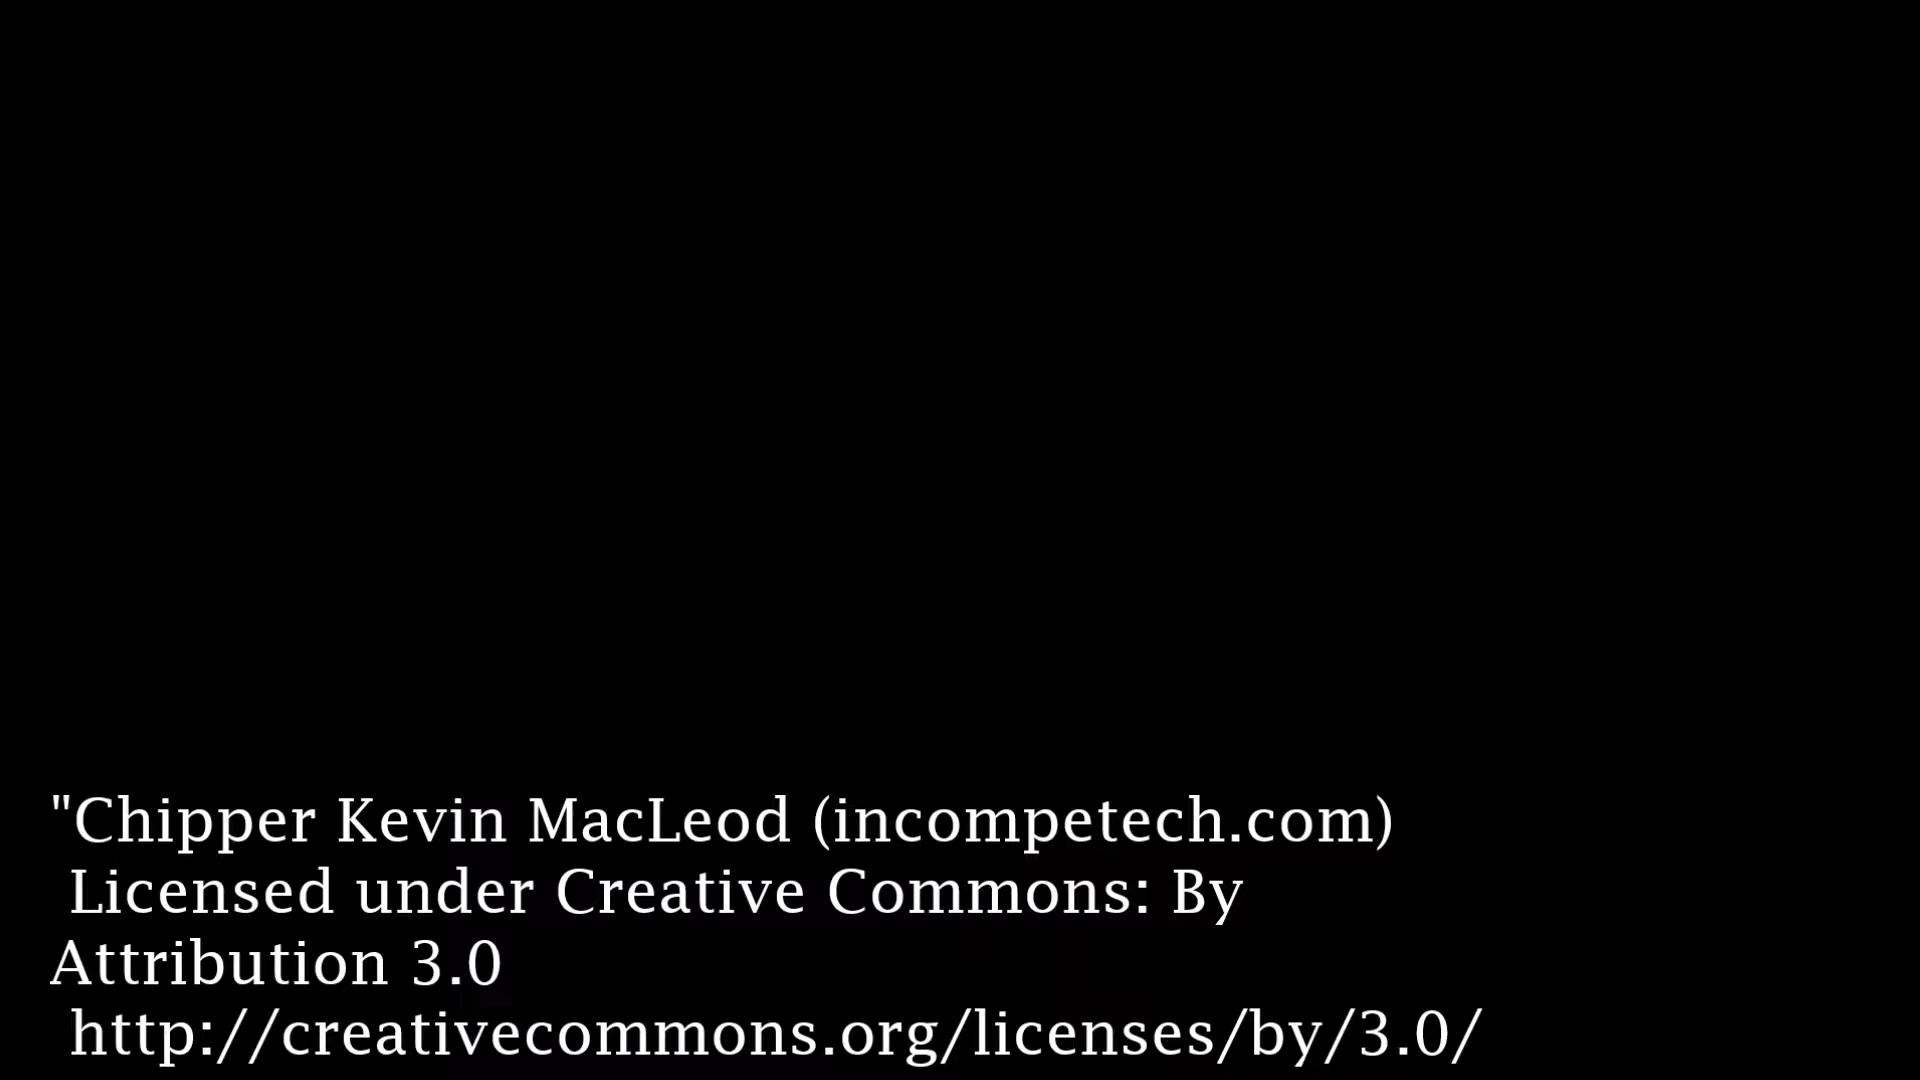 "Chipper Kevin MacLeod (incompetech.com)
Licensed under Creative Commons: By
Attribution 3.0
http://creativecommons.org/licenses/by/3.0/